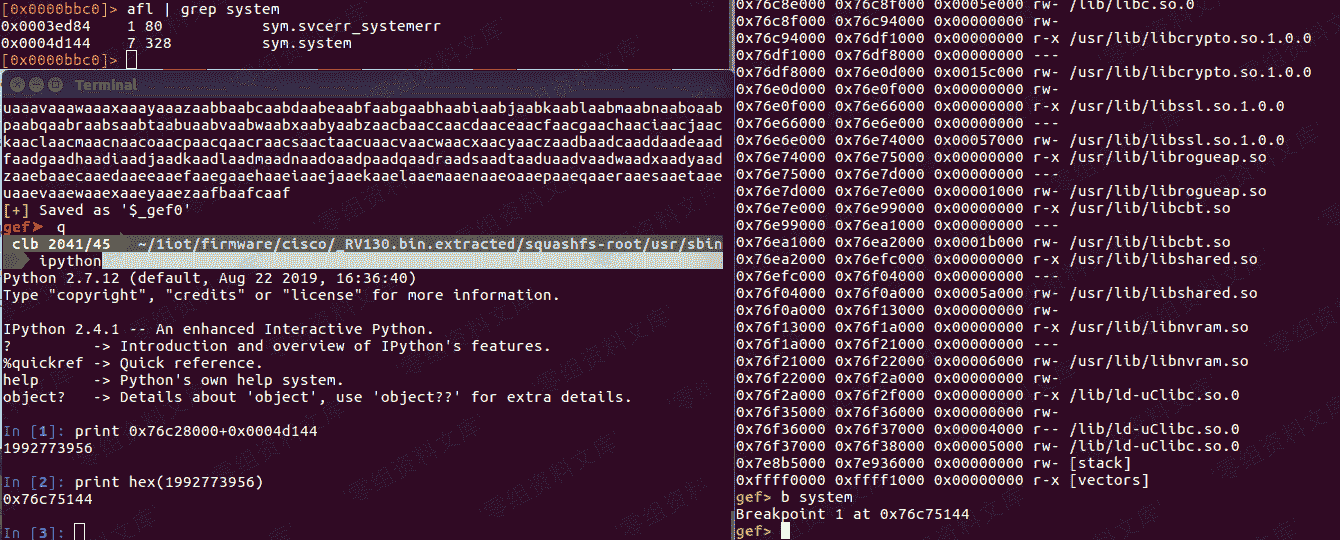 [0x0000bbc0]> afl | grep system
0x0003ed84    1 80           sym.svcerr_systemerr
0x0004d144    7 328          sym.system
[0x0000bbc0]>
Terminal
uaaavaaawaaaxaaayaaazaabbaabcaabdaabeaabfaabgaabhaabiaabjaabkaablaabmaabnaaboaab
paabqaabraabsaabtaabuaabvaabwaabxaabyaabzaacbaaccaacdaaceaacfaacgaachaaciaacjaac
kaaclaacmaacnaacoaacpaacqaacraacsaactaacuaacvaacwaacxaacyaaczaadbaadcaaddaadeaad
faadgaadhaadiaadjaadkaadlaadmaadnaadoaadpaadqaadraadsaadtaaduaadvaadwaadxaadyaad
zaaebaaecaaedaaeeaaefaaegaaehaaeiaaejaaekaaelaaemaaenaaeoaaepaaeqaaeraaesaaetaae
uaaevaaewaaexaaeyaaezaafbaafcaaf
[+] Saved as '$_gef0'
gef➤  q
clb 2041/45   ~/1iot/firmware/cisco/_RV130.bin.extracted/squashfs-root/usr/sbin
ipython
Python 2.7.12 (default, Aug 22 2019, 16:36:40)
Type "copyright", "credits" or "license" for more information.
IPython 2.4.1 -- An enhanced Interactive Python.
?         -> Introduction and overview of IPython's features.
%quickref -> Quick reference.
help      -> Python's own help system.
object?   -> Details about 'object', use 'object??' for extra details.
In [1]: print 0x76c28000+0x0004d144
1992773956
In [2]: print hex(1992773956)
0x76c75144
In [3]:
0x76c8e000 0x76c8f000 0x0005e000 rw- /lib/libc.so.0
0x76c8f000 0x76c94000 0x00000000 rw-
0x76c94000 0x76df1000 0x00000000 r-x /usr/lib/libcrypto.so.1.0.0
0x76df1000 0x76df8000 0x00000000 ---
0x76df8000 0x76e0d000 0x0015c000 rw- /usr/lib/libcrypto.so.1.0.0
0x76e0d000 0x76e0f000 0x00000000 rw-
0x76e0f000 0x76e66000 0x00000000 r-x /usr/lib/libssl.so.1.0.0
0x76e66000 0x76e6e000 0x00000000 ---
0x76e6e000 0x76e74000 0x00057000 rw- /usr/lib/libssl.so.1.0.0
0x76e74000 0x76e75000 0x00000000 r-x /usr/lib/librogueap.so
0x76e75000 0x76e7d000 0x00000000 ---
0x76e7d000 0x76e7e000 0x00001000 rw- /usr/lib/librogueap.so
0x76e7e000 0x76e99000 0x00000000 r-x /usr/lib/libcbt.so
0x76e99000 0x76ea1000 0x00000000 ---
0x76ea1000 0x76ea2000 0x0001b000 rw- /usr/lib/libcbt.so
0x76ea2000 0x76efc000 0x00000000 r-x /usr/lib/libshared.so
0x76efc000 0x76f04000 0x00000000 ---
0x76f04000 0x76f0a000 0x0005a000 rw- /usr/lib/libshared.so
0x76f0a000 0x76f13000 0x00000000 rw-
0x76f13000 0x76f1a000 0x00000000 r-x /usr/lib/libnvram.so
0x76f1a000 0x76f21000 0x00000000 ---
0x76f21000 0x76f22000 0x00006000 rw- /usr/lib/libnvram.so
0x76f22000 0x76f2a000 0x00000000 rw-
0x76f2a000 0x76f2f000 0x00000000 r-x /lib/ld-uClibc.so.0
0x76f35000 0x76f36000 0x00000000 rw-
0x76f36000 0x76f37000 0x00004000 r-- /lib/ld-uClibc.so.0
0x76f37000 0x76f38000 0x00005000 rw- /lib/ld-uClibc.so.0
0x7e8b5000 0x7e936000 0x00000000 rw- [stack]
0xffff0000 0xffff1000 0x00000000 r-x [vectors]
gef> b system
Breakpoint 1 at 0x76c75144
gef>
零组资料文库